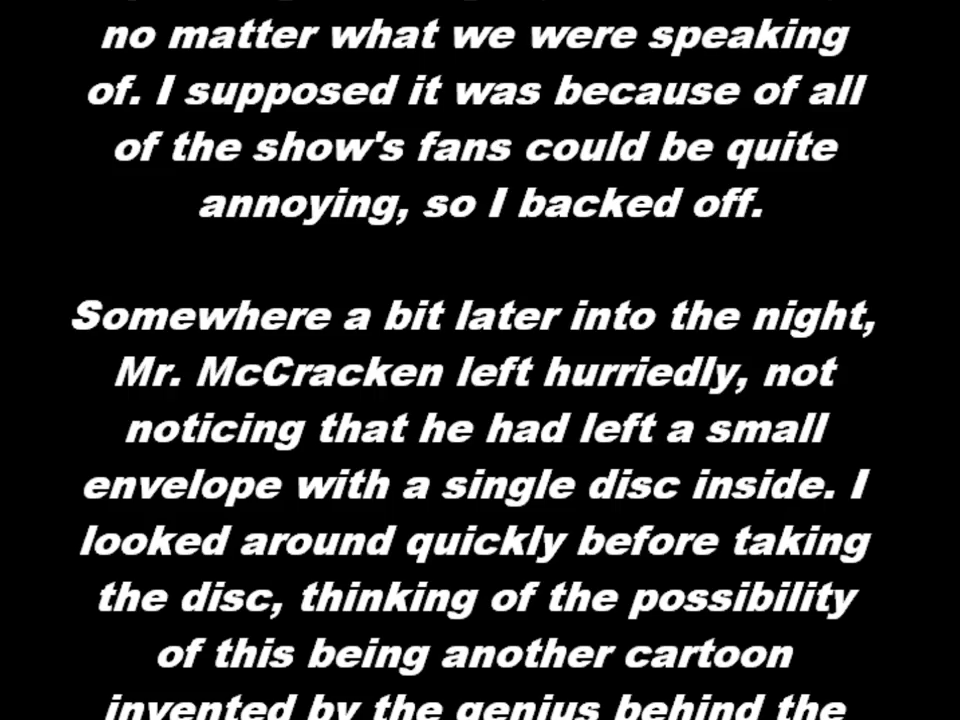 no matter what we were speaking
of. I supposed it was because of all
of the show's fans could be quite
annoying, so I backed off.
Somewhere a bit later into the night,
Mr. McCracken left hurriedly, not
noticing that he had left a small
envelope with a single disc inside. I
looked around quickly before taking
the disc, thinking of the possibility
of this being another cartoon
invented by the genius behind the